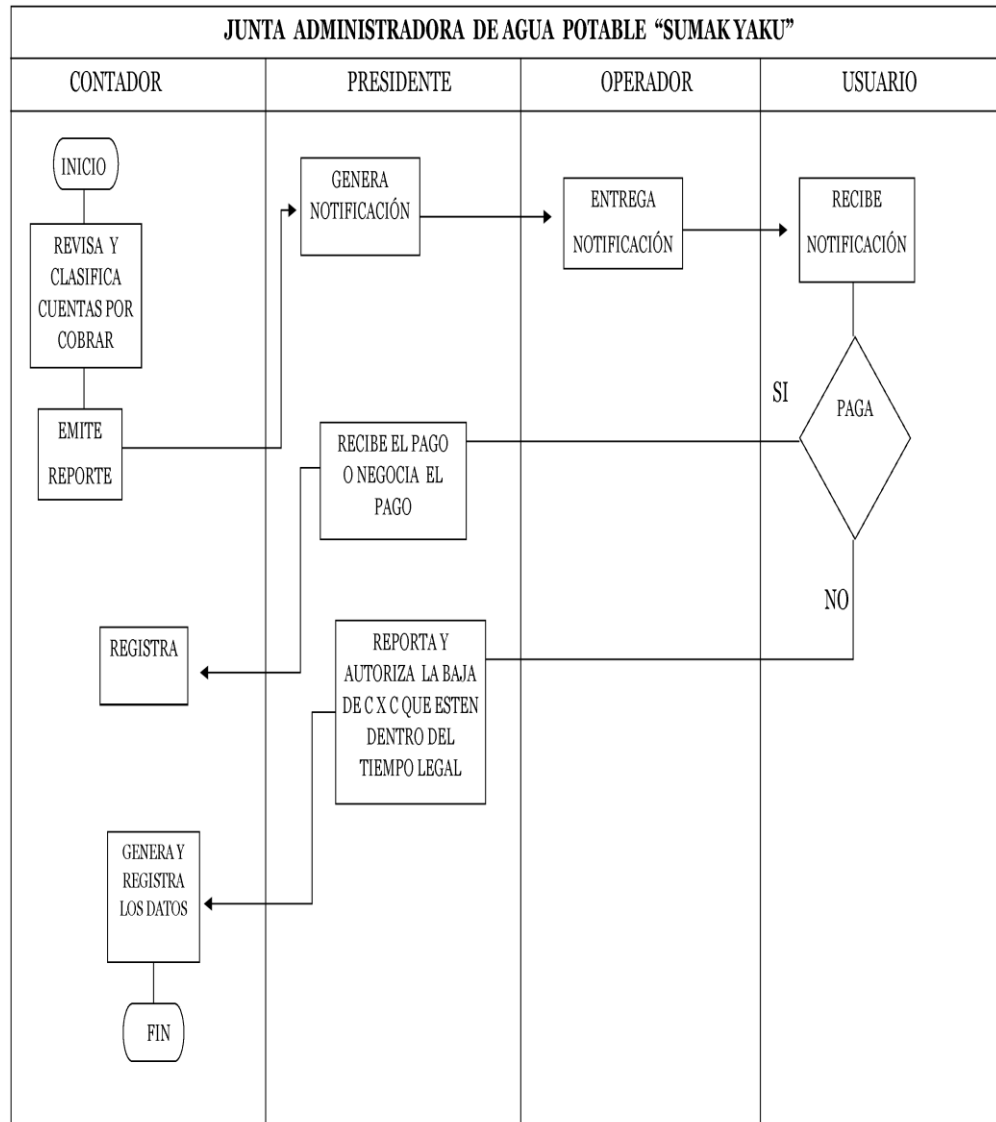 JUNTA ADMINISTRADORA DE AGUA POTABLE “SUMAK YAKU”
CONTADOR
PRESIDENTE
OPERADOR
USUARIO
INICIO
REVISA Y
CLASIFICA
CUENTAS POR
COBRAR
EMITE
REPORTE
GENERA
NOTIFICACIÓN
ENTREGA
NOTIFICACIÓN
RECIBE
NOTIFICACIÓN
PAGA
SI
RECIBE EL PAGO
O NEGOCIA EL
PAGO
REGISTRA
NO
REPORTA Y
AUTORIZA LA BAJA
DE C X C QUE ESTEN
DENTRO DEL
TIEMPO LEGAL
GENERA Y
REGISTRA
LOS DATOS
FIN